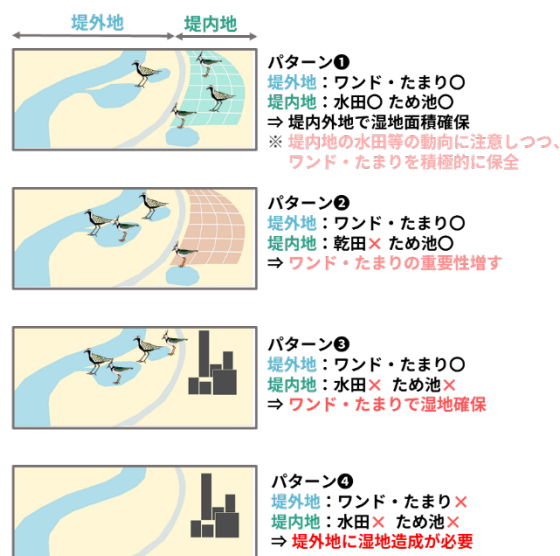 堤外地 堤内地
パターン❶
堤外地：ワンド・たまり〇
堤内地：水田〇 ため池〇
⇒ 堤内外地で湿地面積確保
※ 堤内地の水田等の動向に注意しつつ、
ワンド・たまりを積極的に保全
パターン❷
堤外地：ワンド・たまり〇
堤内地：乾田× ため池〇
⇒ ワンド・たまりの重要性増す
パターン❸
堤外地：ワンド・たまり〇
堤内地：水田× ため池×
⇒ ワンド・たまりで湿地確保
パターン❹
堤外地：ワンド・たまり×
堤内地：水田× ため池×
⇒ 堤外地に湿地造成が必要